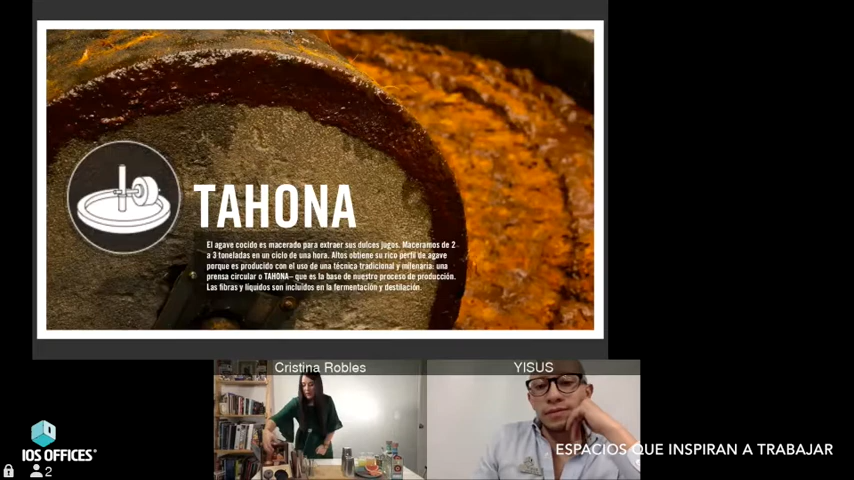 TAHONA
El agave cocido es macerado para extraer sus dulces jugos. Maceramos de 2
a 3 toneladas en un ciclo de una hora. Altos obtiene su rico perfil de agave
porque es producido con el uso de una técnica tradicional y milenaria: una
prensa circular o TAHONA– que es la base de nuestro proceso de producción.
Las fibras y líquidos son incluidos en la fermentación y destilación.
Cristina Robles
YISUS
IOS OFFICES®
ESPACIOS QUE INSPIRAN A TRABAJAR
2